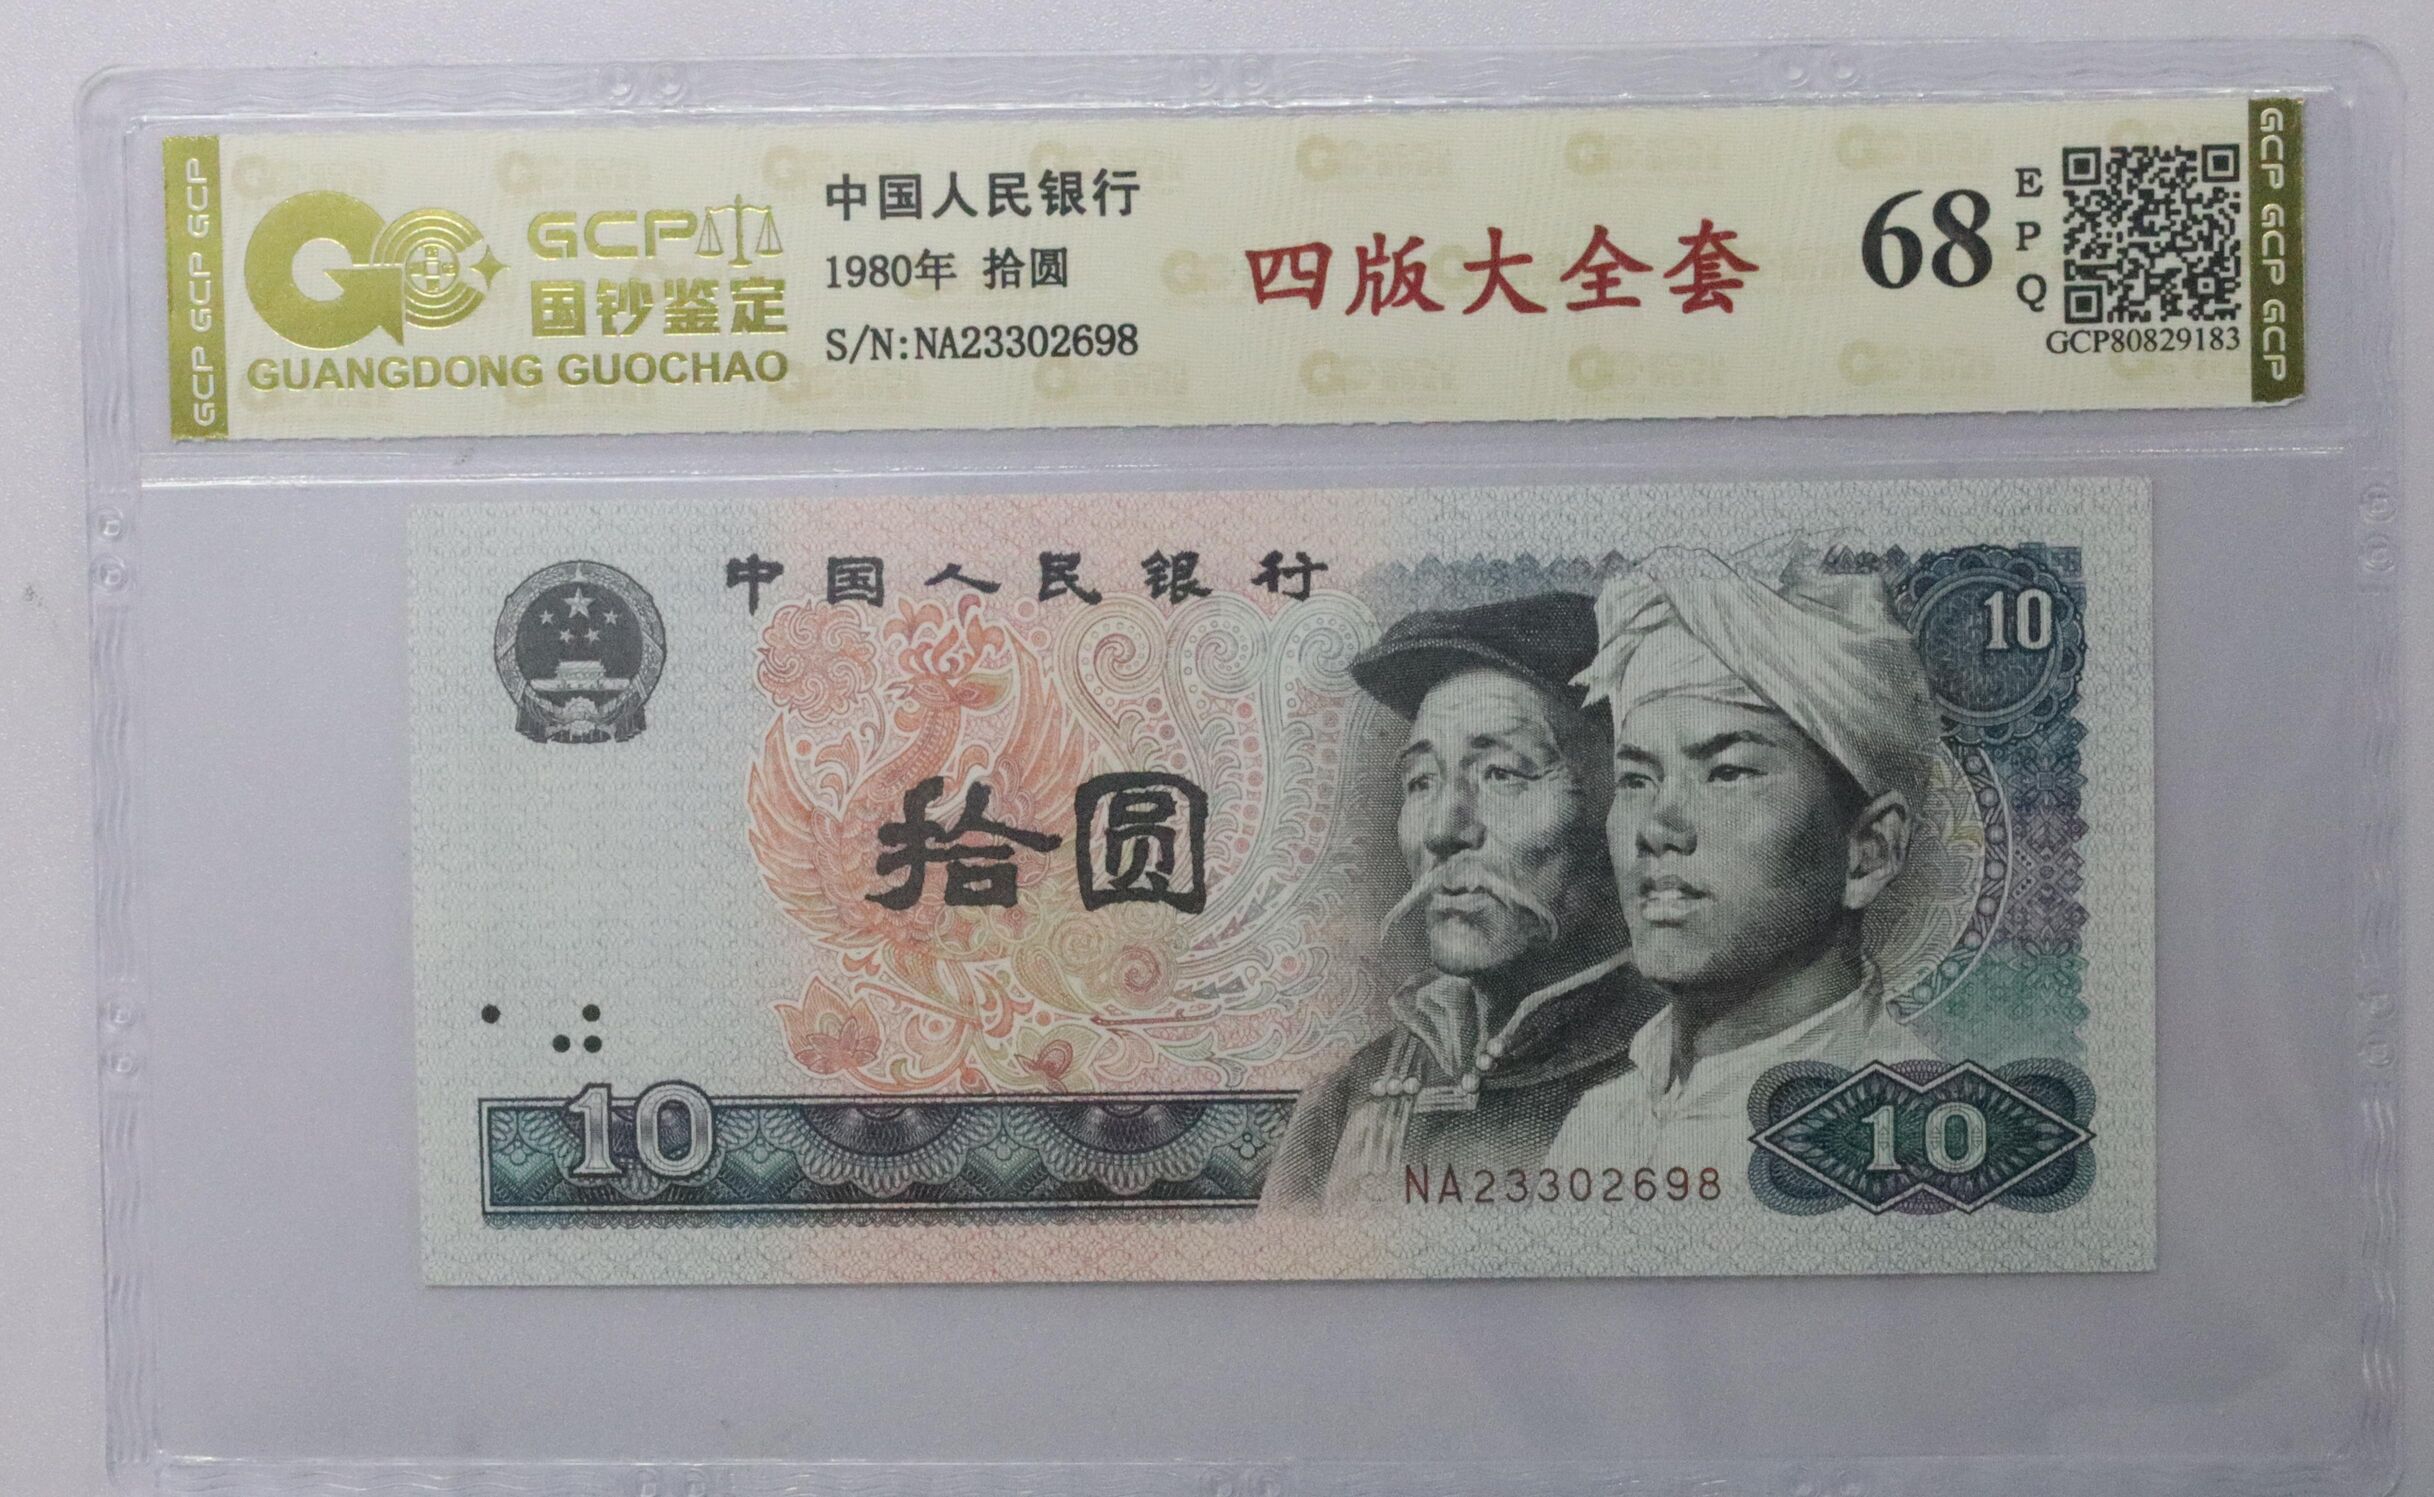 GCP GCP GCP
GCP
国钞鉴定
GUANGDONG GUOCHAO
中国人民银行
1980年 拾圆
S/N:NA23302698
四版大全套
68
E
P
Q
GCP80829183
GCP GCP GCP
中国人民银行
10
拾圆
10
NA23302698
10